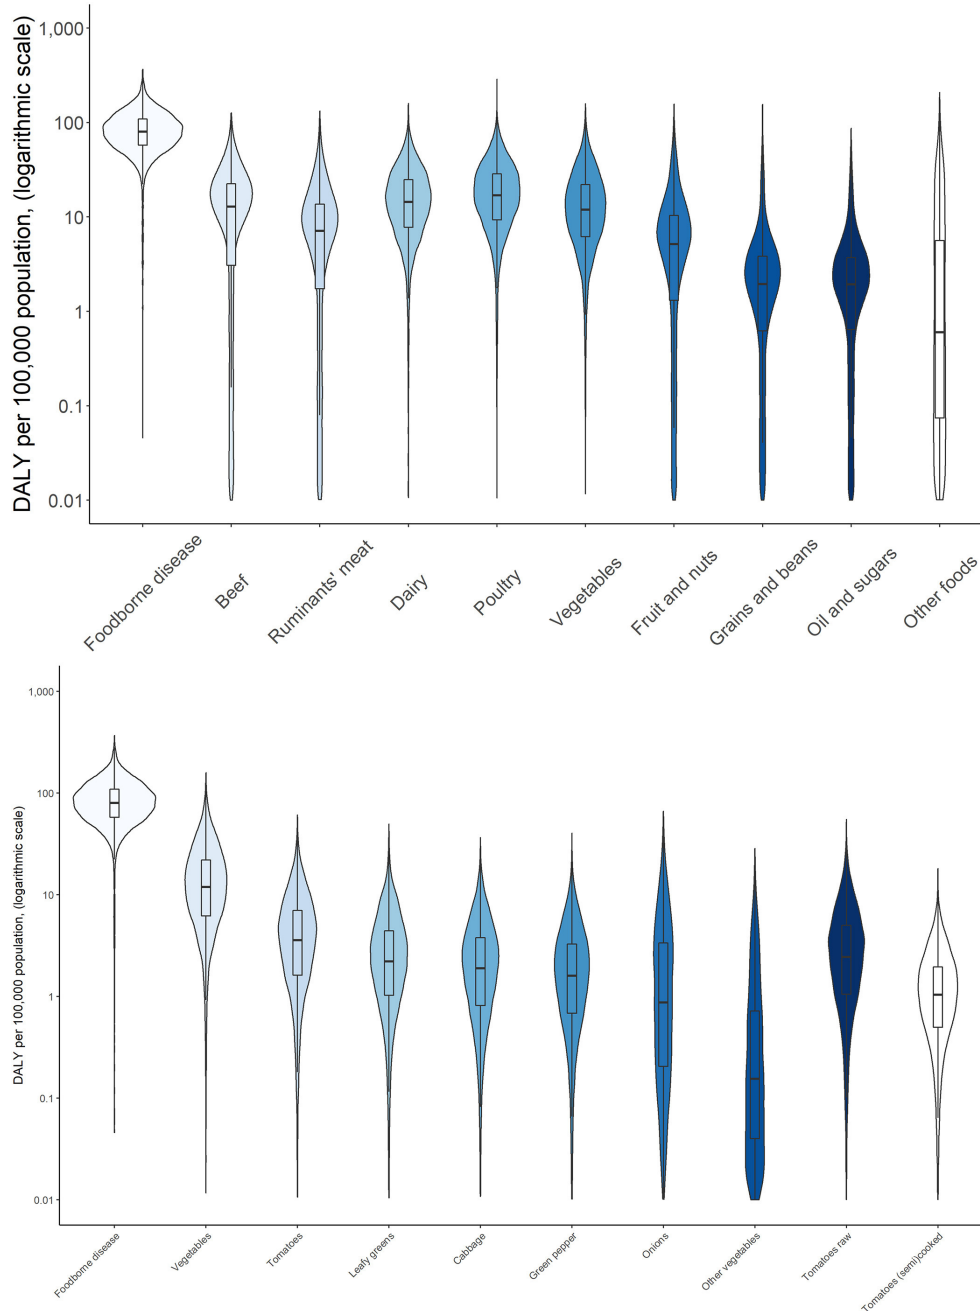 DALY per 100,000 population, (logarithmic scale)
1,000
100
10
1
0.1
0.01
Foodborne disease
Beef
Ruminants' meat
Dairy
Poultry
Vegetables
Fruit and nuts
Grains and beans
Oil and sugars
Other foods
DALY per 100,000 population, (logarithmic scale)
1,000
100
10
1
0.1
0.01
Foodborne disease
Vegetables
Tomatoes
Leafy greens
Cabbage
Green pepper
Onions
Other vegetables
Tomatoes raw
Tomatoes (semi)cooked